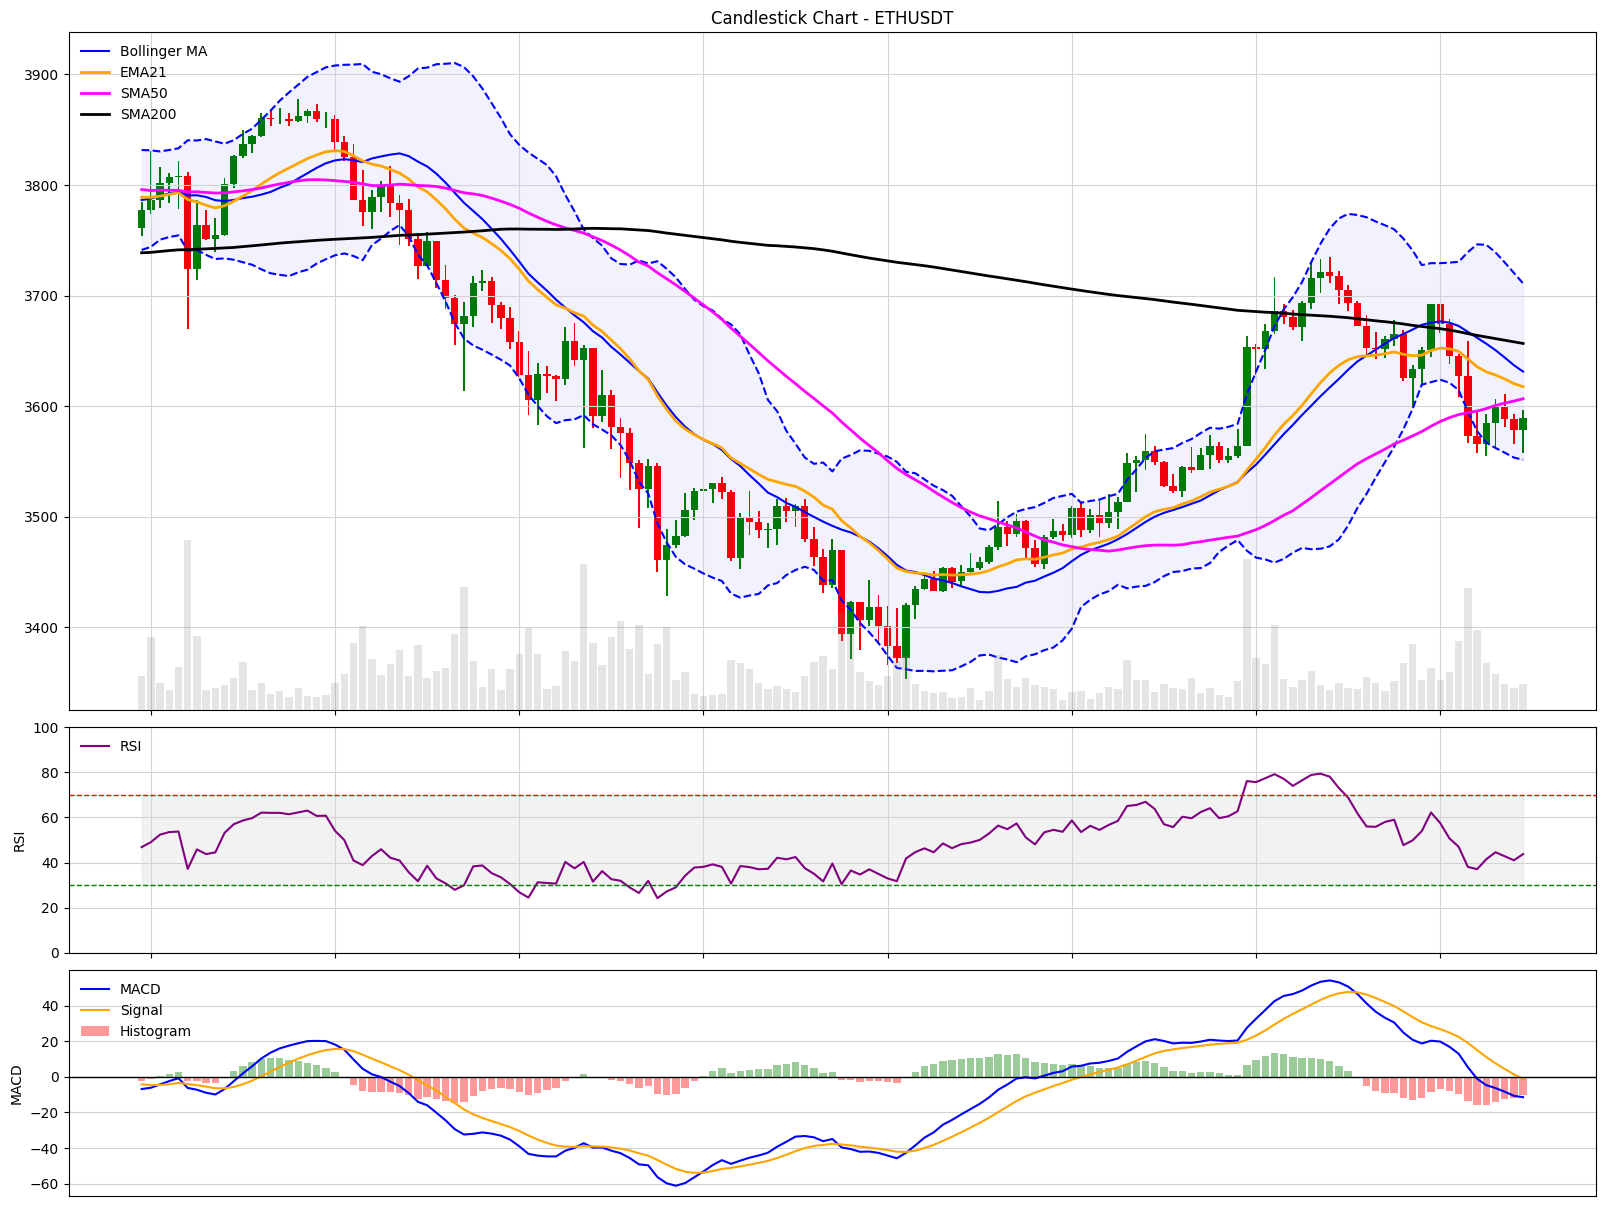 Candlestick Chart - ETHUSDT
Bollinger MA
EMA21
SMA50
SMA200
3900
3800
3700
3600
3500
3400
RSI
100
80
60
40
20
0
RSI
MACD
Signal
Histogram
40
20
0
−20
−40
−60
MACD